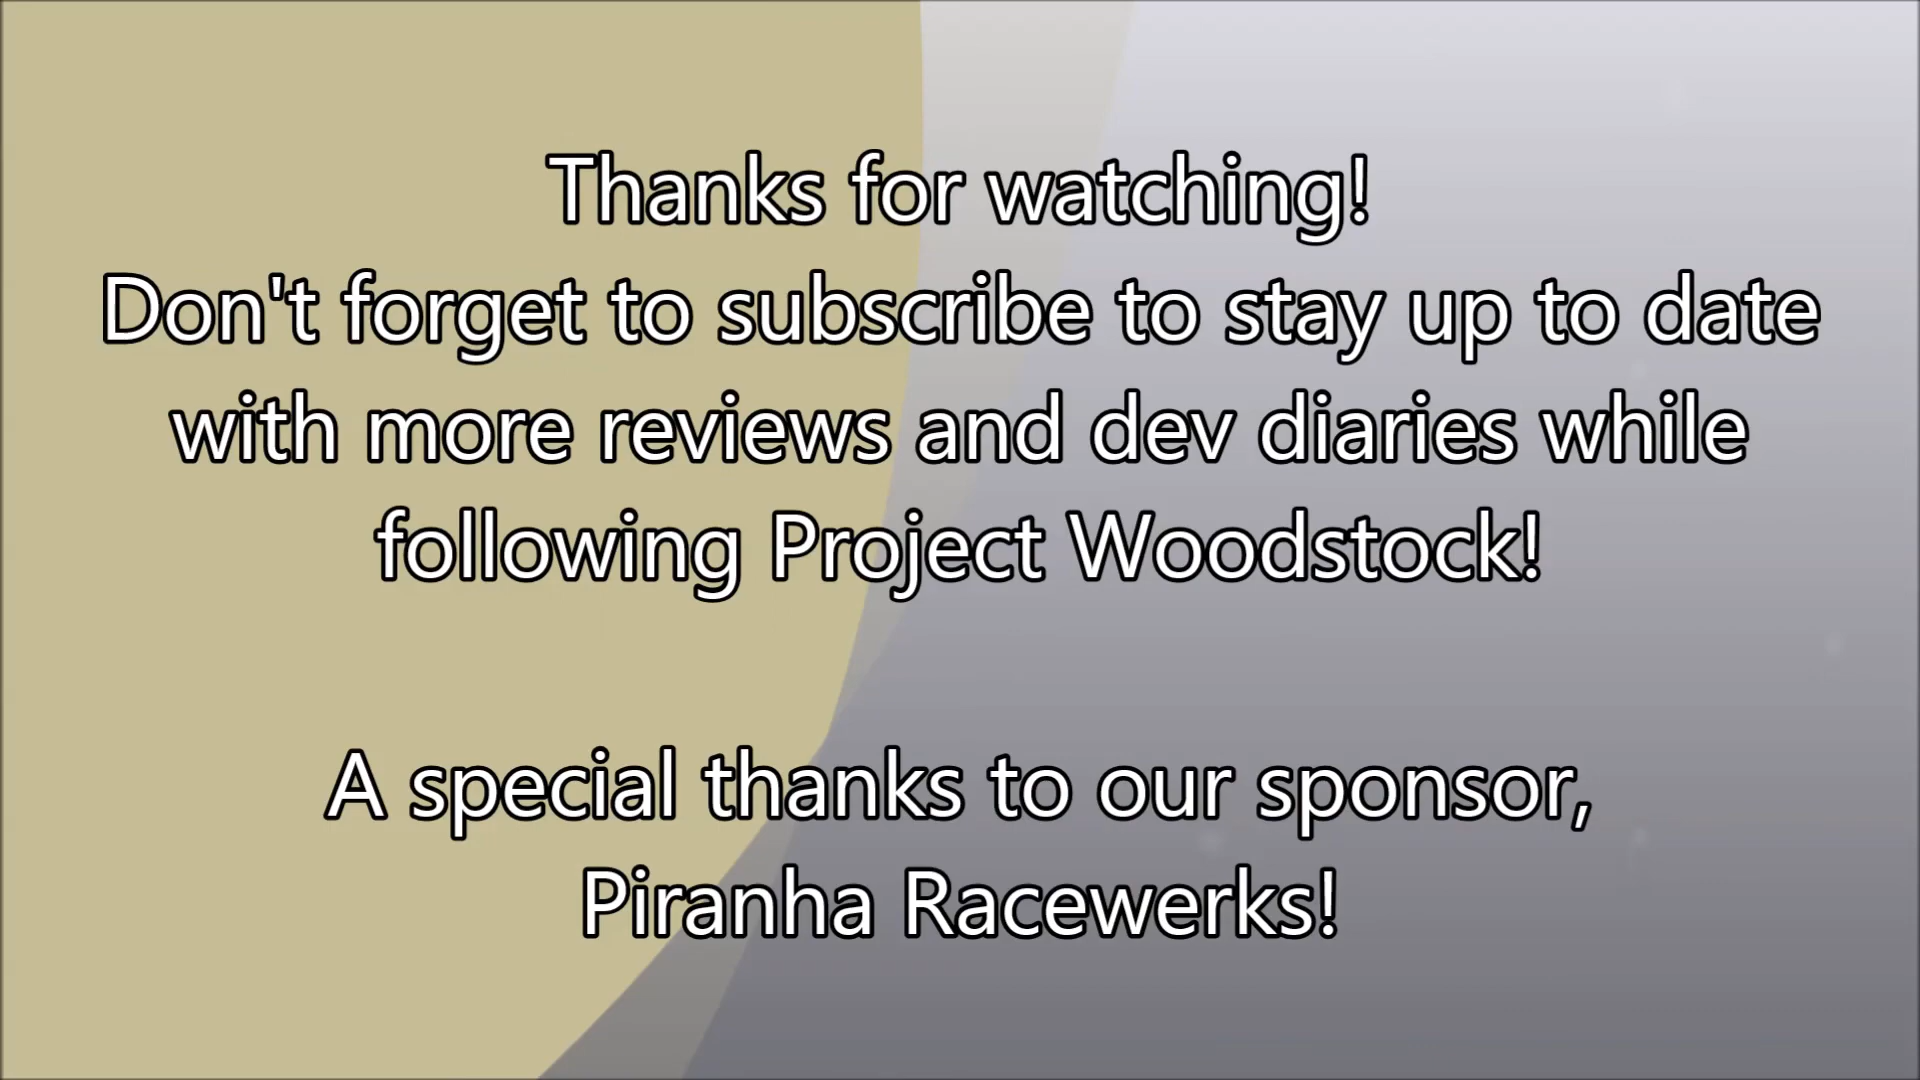 Thanks for watching!
Don't forget to subscribe to stay up to date
with more reviews and dev diaries while
following Project Woodstock!
A special thanks to our sponsor,
Piranha Racewerks!